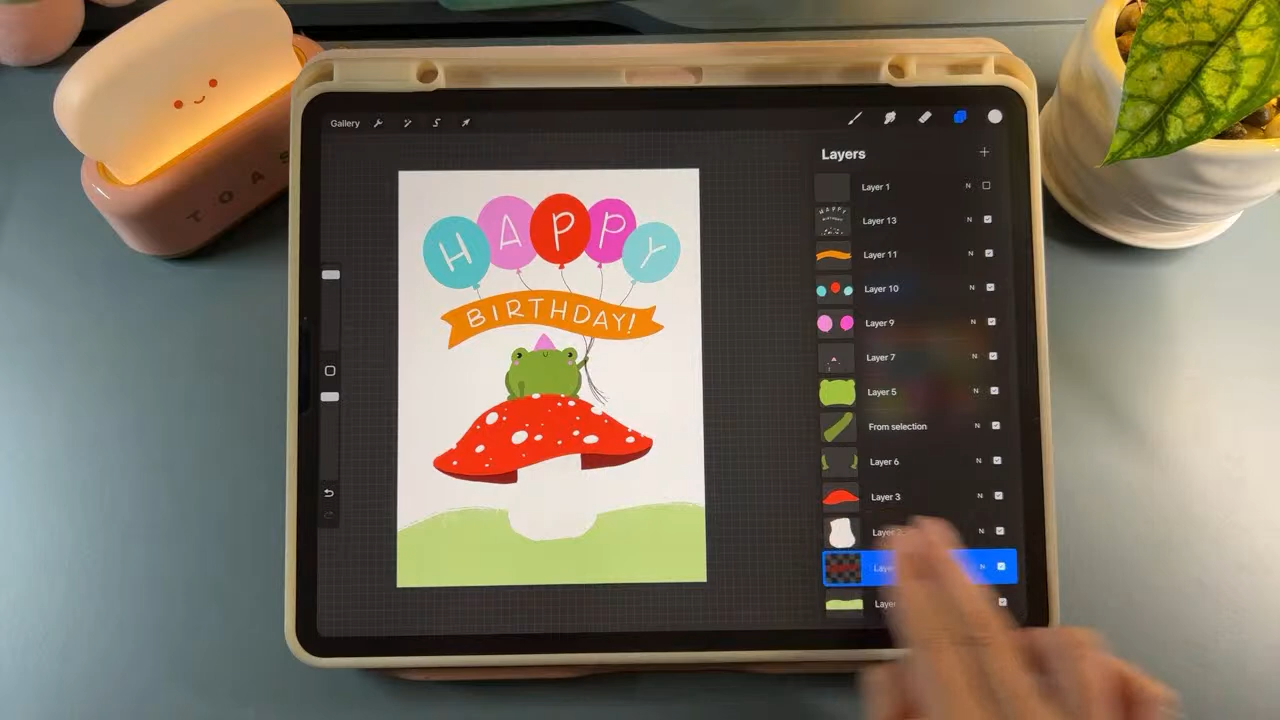 TOAS
Gallery
Layers
Layer 1 N
Layer 13 N
HAPPY
BIRTHDAY
Layer 11 N
Layer 10 N
Layer 9 N
Layer 7 N
Layer 5 N
From selection N
Layer 6 N
Layer 3 N
N
N
H A P P Y
BIRTHDAY!